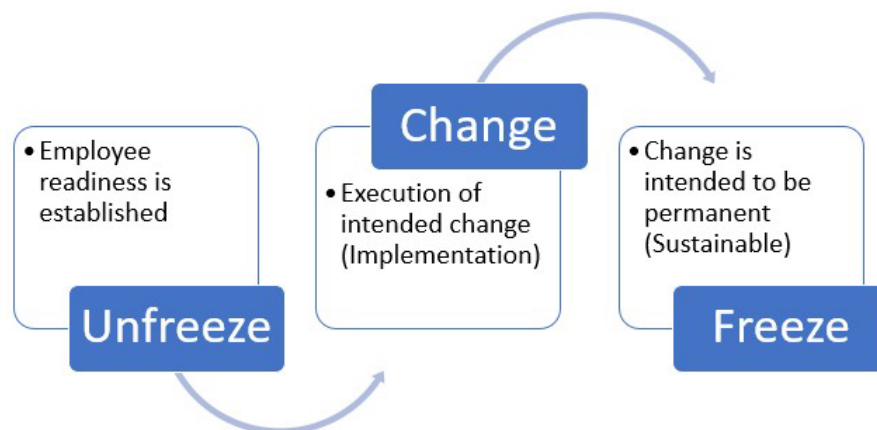 • Employee
readiness is
established
Unfreeze
Change
• Execution of
intended change
(Implementation)
• Change is
intended to be
permanent
(Sustainable)
Freeze